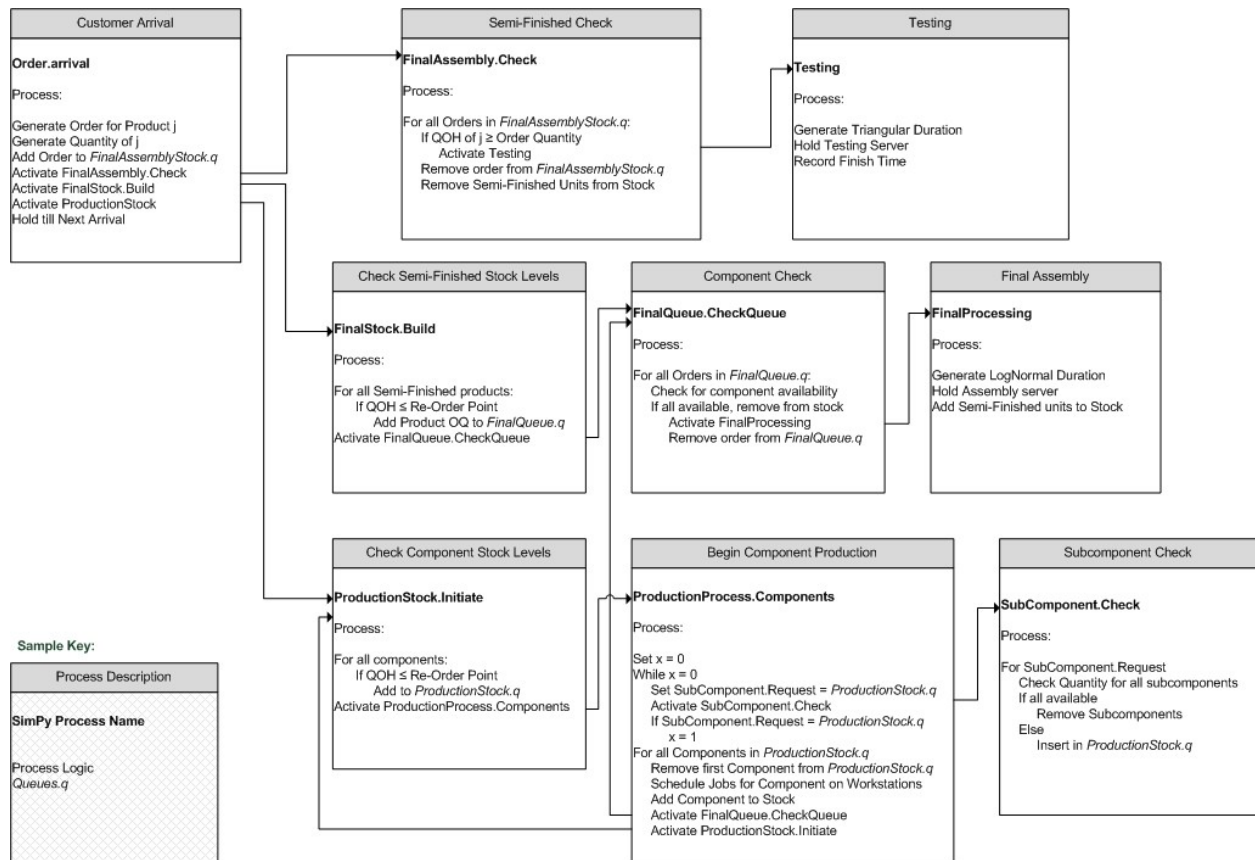 Customer Arrival
Order.arrival
Process:
Generate Order for Product j
Generate Quantity of j
Add Order to FinalAssemblyStock.q
Activate FinalAssembly.Check
Activate FinalStock.Build
Activate ProductionStock
Hold till Next Arrival
Semi-Finished Check
FinalAssembly.Check
Process:
For all Orders in FinalAssemblyStock.q:
If QOH of j ≥ Order Quantity
Activate Testing
Remove order from FinalAssemblyStock.q
Remove Semi-Finished Units from Stock
Testing
Testing
Process:
Generate Triangular Duration
Hold Testing Server
Record Finish Time
Check Semi-Finished Stock Levels
FinalStock.Build
Process:
For all Semi-Finished products:
If QOH ≤ Re-Order Point
Add Product OQ to FinalQueue.q
Activate FinalQueue.CheckQueue
Component Check
FinalQueue.CheckQueue
Process:
For all Orders in FinalQueue.q:
Check for component availability
If all available, remove from stock
Activate FinalProcessing
Remove order from FinalQueue.q
Final Assembly
FinalProcessing
Process:
Generate LogNormal Duration
Hold Assembly server
Add Semi-Finished units to Stock
Check Component Stock Levels
ProductionStock.Initiate
Process:
For all components:
If QOH ≤ Re-Order Point
Add to ProductionStock.q
Activate ProductionProcess.Components
Begin Component Production
ProductionProcess.Components
Process:
Set x = 0
While x = 0
Set SubComponent.Request = ProductionStock.q
Activate SubComponent.Check
If SubComponent.Request = ProductionStock.q
x = 1
For all Components in ProductionStock.q
Remove first Component from ProductionStock.q
Schedule Jobs for Component on Workstations
Add Component to Stock
Activate FinalQueue.CheckQueue
Activate ProductionStock.Initiate
Subcomponent Check
SubComponent.Check
Process:
For SubComponent.Request
Check Quantity for all subcomponents
If all available
Remove Subcomponents
Else
Insert in ProductionStock.q
Sample Key:
Process Description
SimPy Process Name
Process Logic
Queues.q